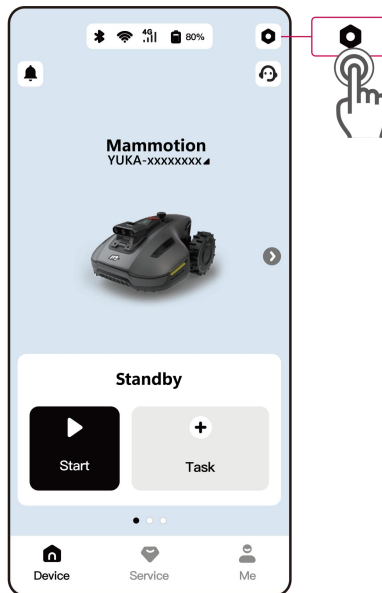 4G
80%
Mammotion
YUKA-xxxxxxxx
Standby
Start
Task
Device
Service
Me